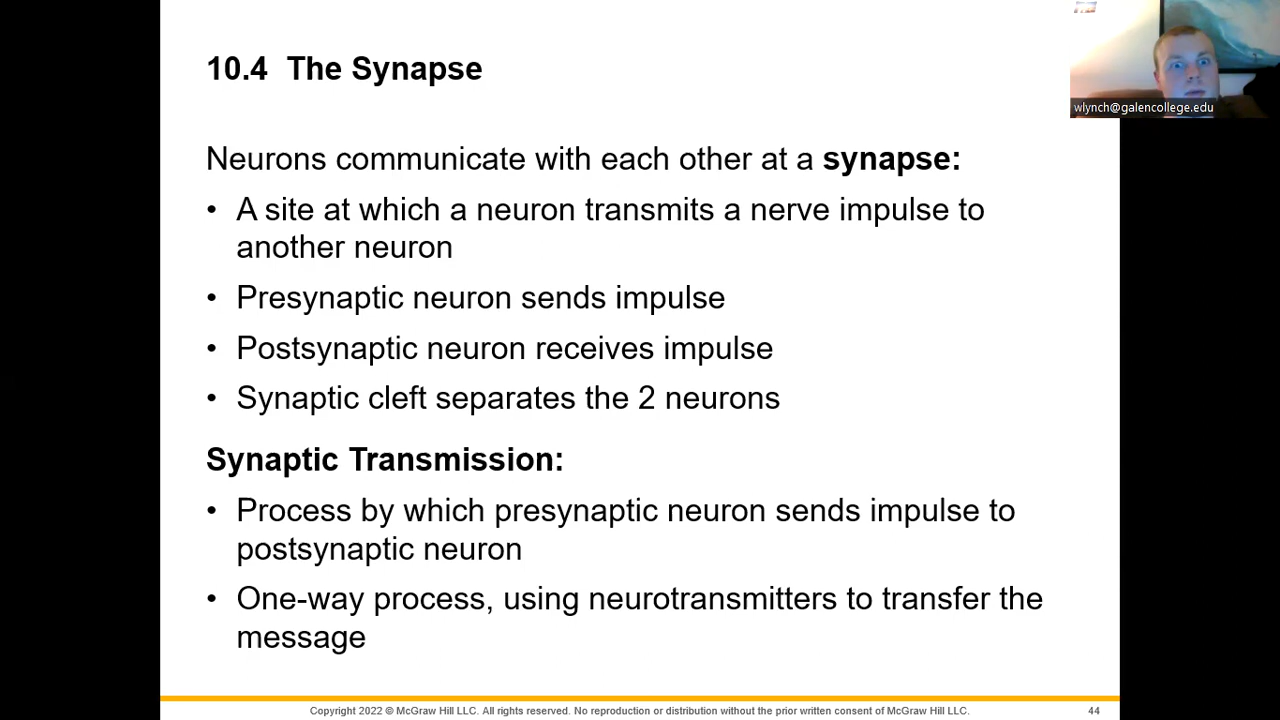 10.4 The Synapse
wlynch@galencollege.edu
Neurons communicate with each other at a synapse:
• A site at which a neuron transmits a nerve impulse to
another neuron
• Presynaptic neuron sends impulse
• Postsynaptic neuron receives impulse
• Synaptic cleft separates the 2 neurons
Synaptic Transmission:
• Process by which presynaptic neuron sends impulse to
postsynaptic neuron
• One-way process, using neurotransmitters to transfer the
message
Copyright 2022 © McGraw Hill LLC. All rights reserved. No reproduction or distribution without the prior written consent of McGraw Hill LLC.
44